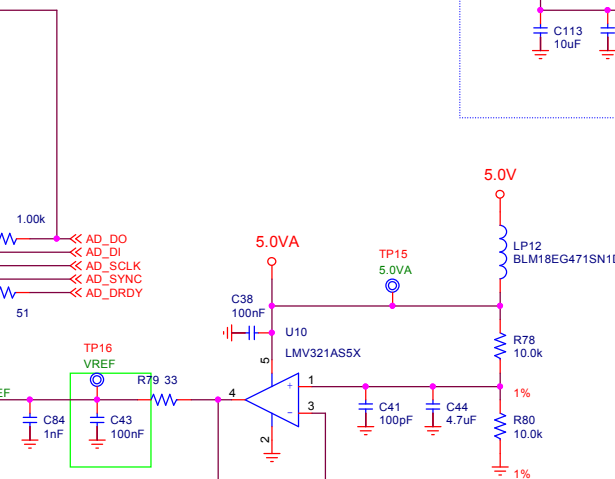 C113
10uF
5.0V
1.00k
AD_DO
AD_DI
AD_SCLK
AD_SYNC
AD_DRDY
51
5.0VA
TP15
5.0VA
LP12
BLM18EG471SN1D
C38
100nF
U10
LMV321AS5X
5
R78
10.0k
TP16
VREF
R79 33
4
1
3
2
1%
EF
C84
1nF
C43
100nF
C41
100pF
C44
4.7uF
R80
10.0k
1%